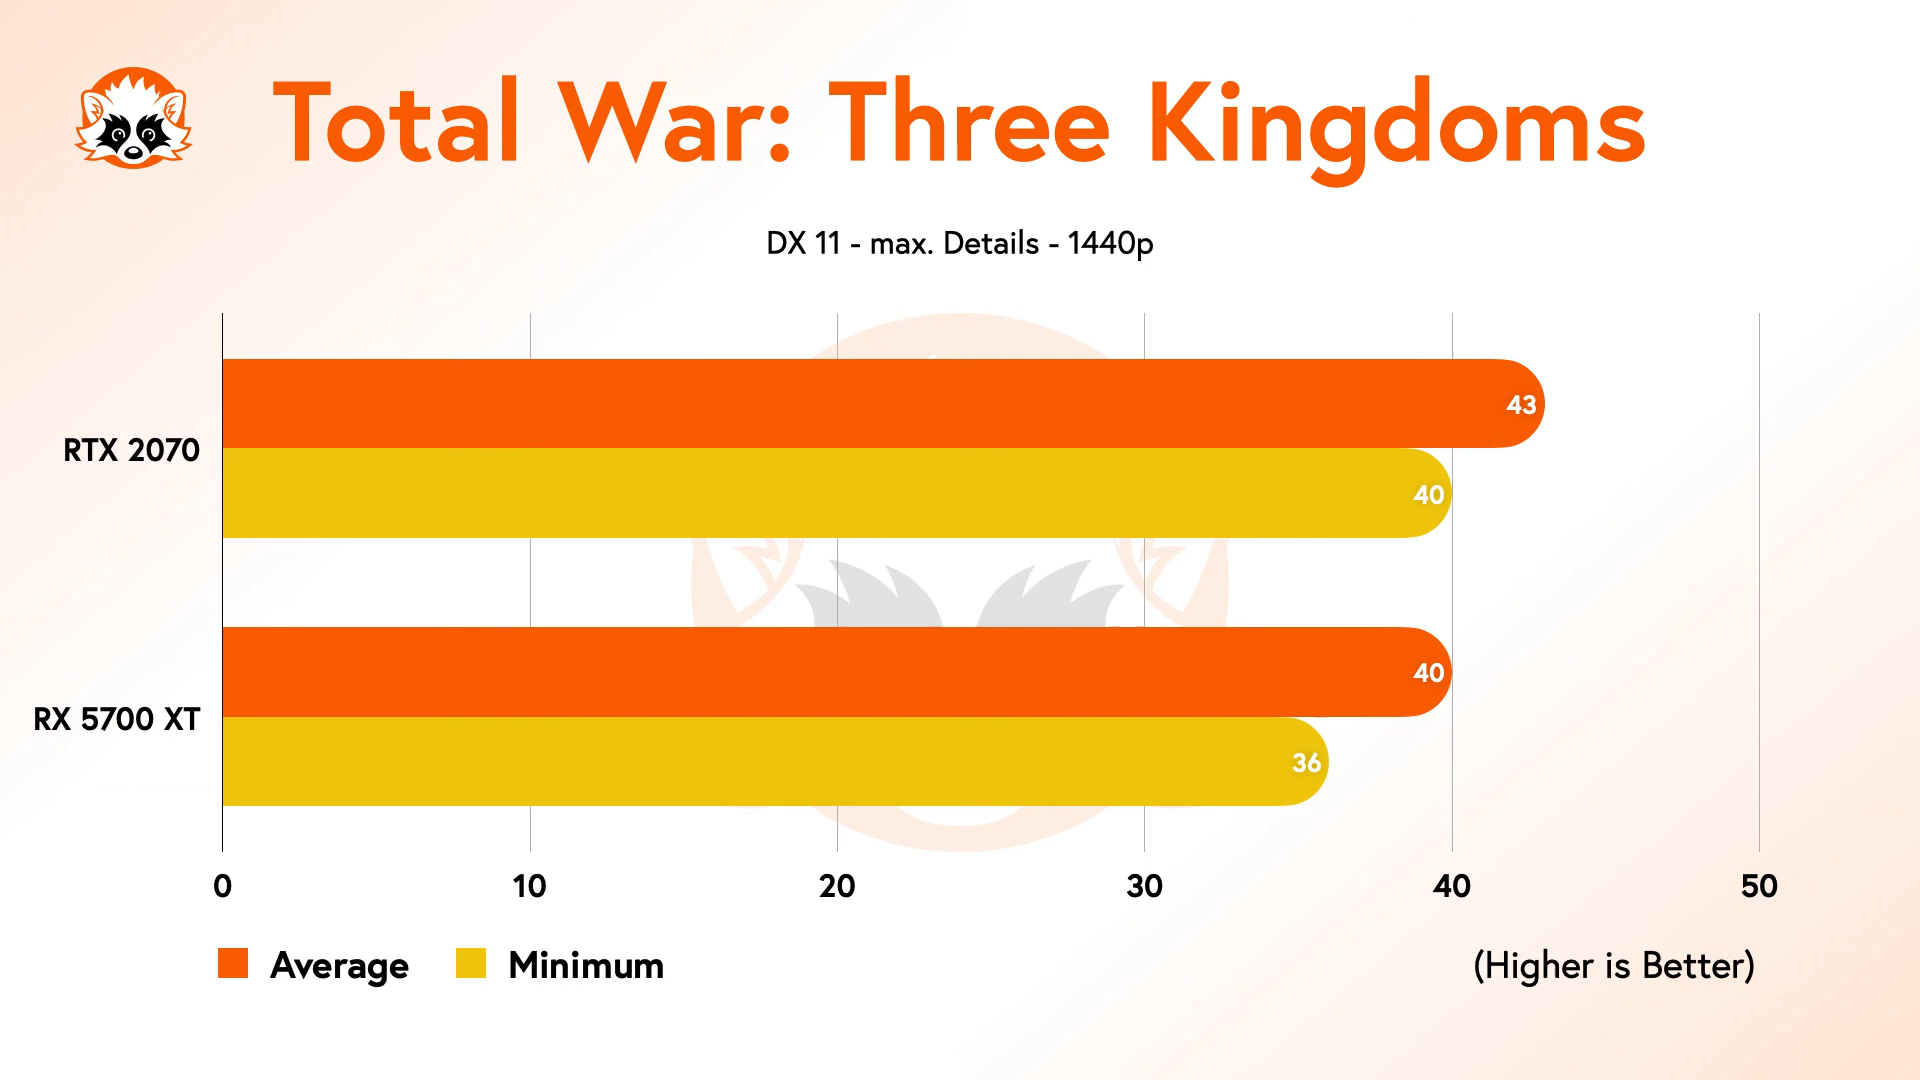 Total War: Three Kingdoms
DX 11 - max. Details - 1440p
RTX 2070
43
40
RX 5700 XT
40
36
0 10 20 30 40 50
Average Minimum (Higher is Better)